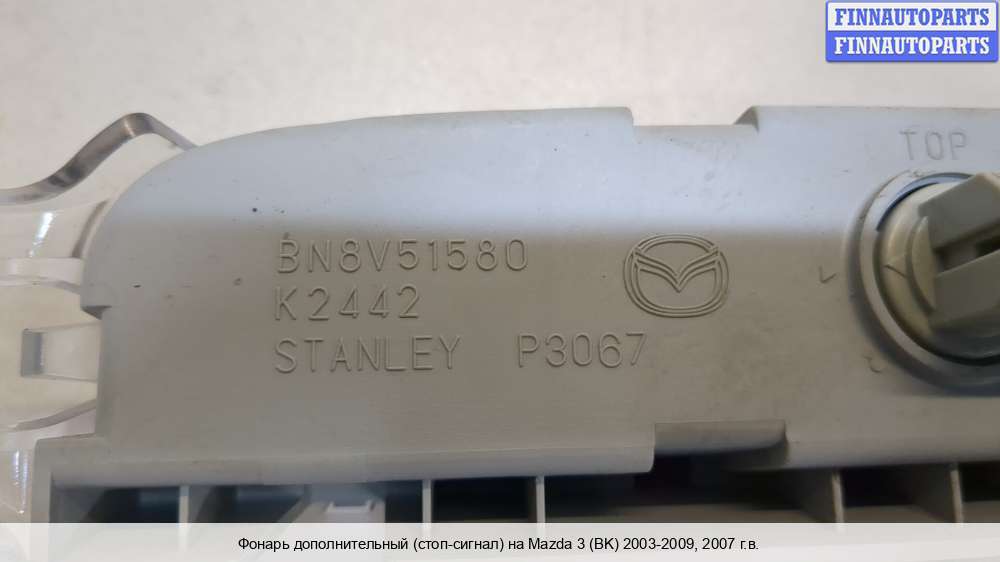 FINNAUTOPARTS
FINNAUTOPARTS
TOP
BN8V51580
K2442
STANLEY P3067
Фонарь дополнительный (стоп-сигнал) на Mazda 3 (BK) 2003-2009, 2007 г.в.